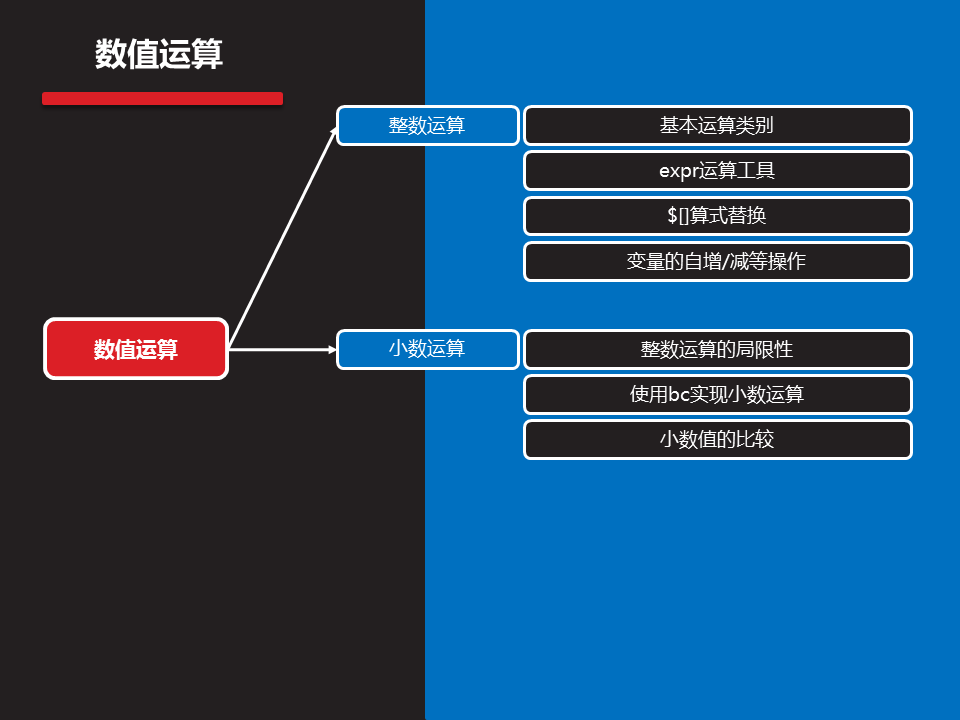 数值运算
整数运算
基本运算类别
expr运算工具
$[]算式替换
变量的自增/减等操作
数值运算
小数运算
整数运算的局限性
使用bc实现小数运算
小数值的比较